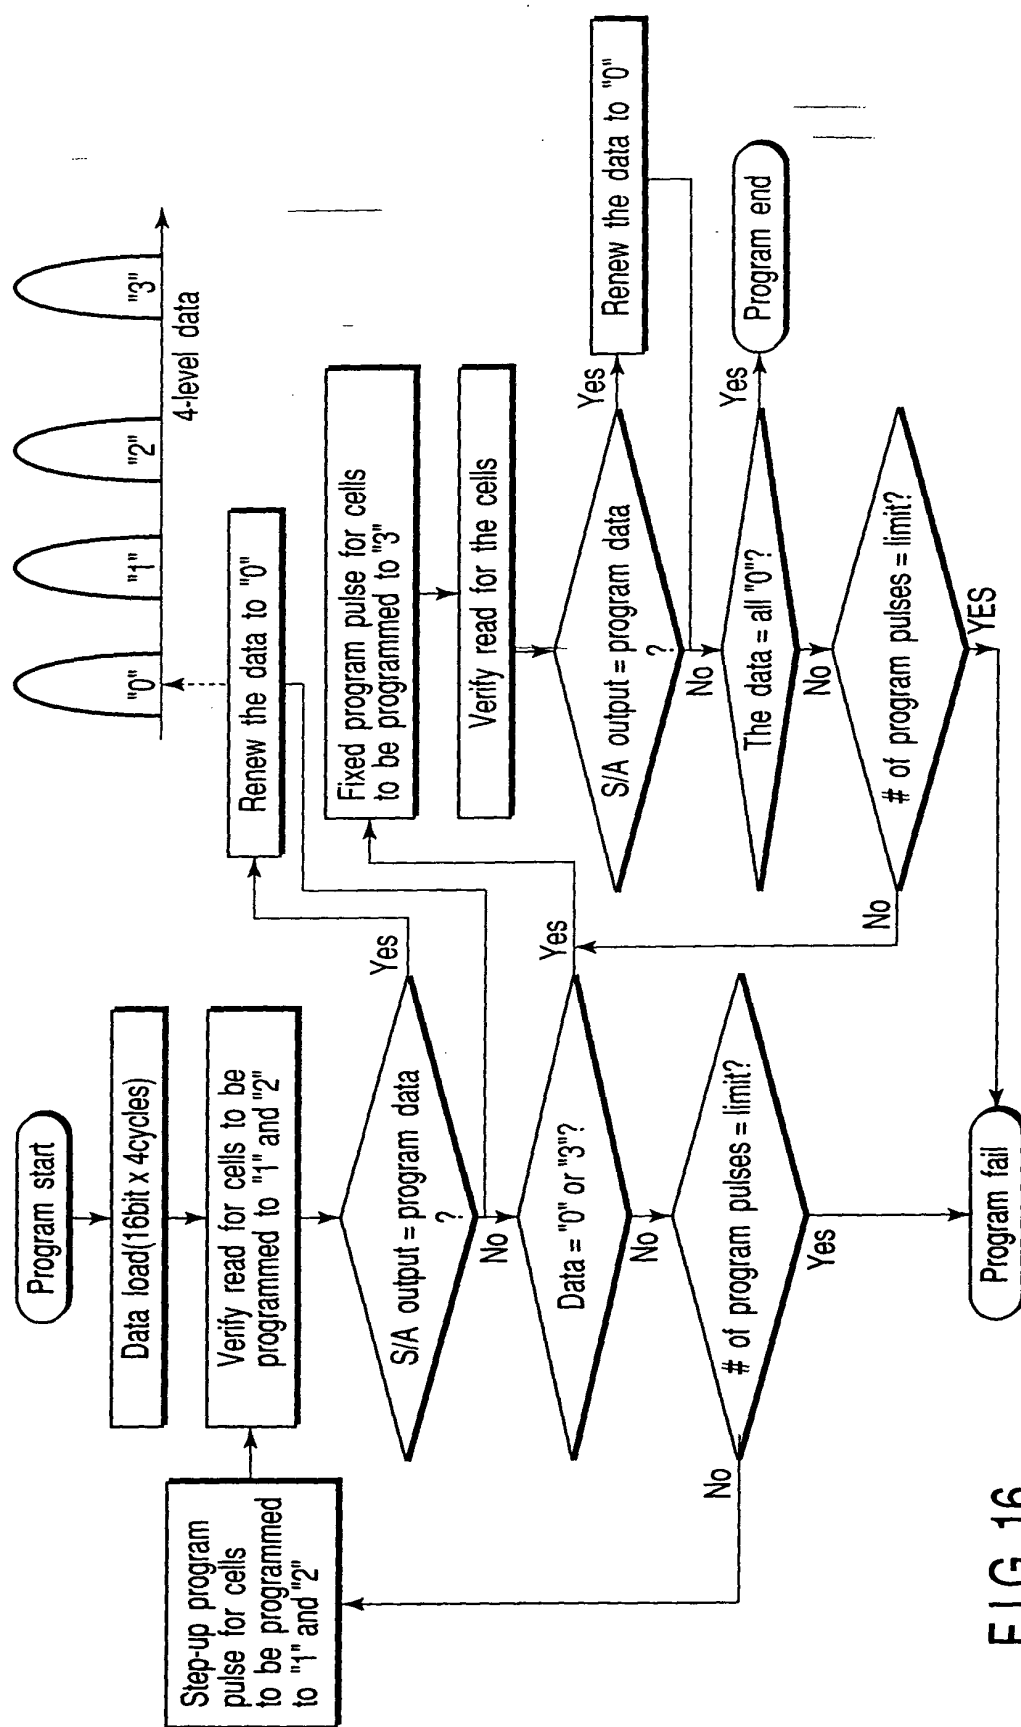 Program start
Data load(16bit x 4cycles)
Verify read for cells to be
programmed to "1" and "2"
Step-up program
pulse for cells
to be programmed
to "1" and "2"
S/A output = program data
?
Yes
No
Renew the data to "0"
"0"
"1"
"2"
"3"
4-level data
Data = "0" or "3"?
Yes
No
# of program pulses = limit?
No
Yes
Fixed program pulse for cells
to be programmed to "3"
Verify read for the cells
S/A output = program data
?
Yes
No
Renew the data to "0"
The data = all "0"?
Yes
No
Program end
# of program pulses = limit?
No
YES
Program fail
FIG. 16